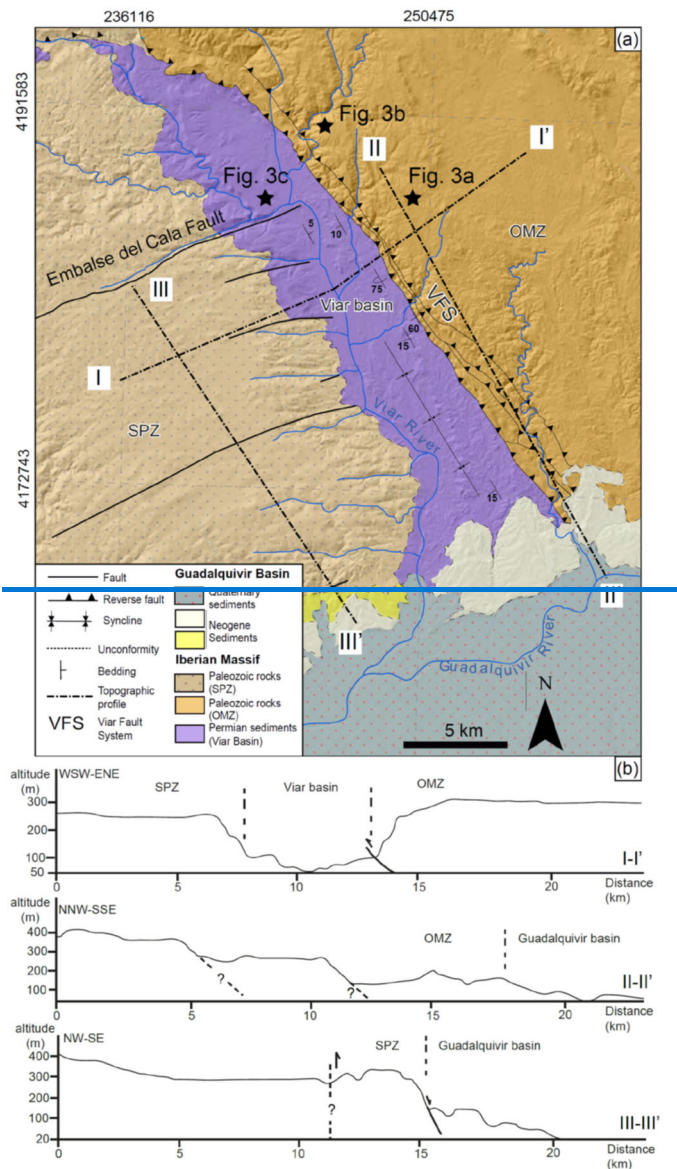 236116
250475
(a)
4191583
Fig. 3b
II
I'
Fig. 3c
Fig. 3a
OMZ
Embalse del Cala Fault
5
10
III
75
VFS
Viar basin
60
I
15
SPZ
Viar River
4172743
15
Fault
Reverse fault
Syncline
Unconformity
Bedding
Topographic
profile
VFS
Viar Fault
System
Guadalquivir Basin
Quaternary
sediments
Neogene
Sediments
Iberian Massif
Paleozoic rocks
(SPZ)
Paleozoic rocks
(OMZ)
Permian sediments
(Viar Basin)
II'
III'
Guadalquivir River
N
5 km
(b)
altitude
(m)
WSW-ENE
SPZ
Viar basin
OMZ
300
200
100
50
I-I'
0
5
10
15
20
Distance
(km)
altitude
(m)
NNW-SSE
OMZ
Guadalquivir basin
400
300
200
100
?
?
II-II'
0
5
10
15
20
Distance
(km)
altitude
(m)
NW-SE
SPZ
Guadalquivir basin
400
300
200
100
20
?
III-III'
0
5
10
15
20
Distance
(km)